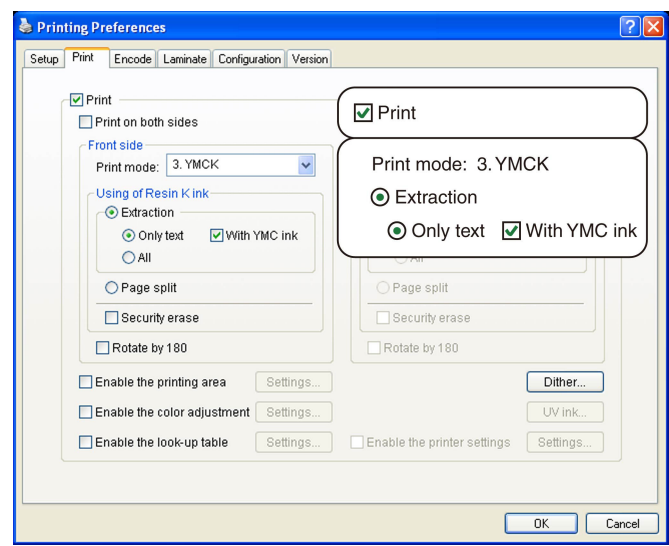 Printing Preferences
Setup Print Encode Laminate Configuration Version
Print
Print on both sides
Front side
Print mode: 3. YMCK
Using of Resin K ink
Extraction
Only text With YMC ink
All
Page split
Security erase
Rotate by 180
Print
Print mode: 3. YMCK
Extraction
Only text With YMC ink
Page split
Security erase
Rotate by 180
Enable the printing area Settings... Dither...
Enable the color adjustment Settings... UV ink...
Enable the look-up table Settings... Enable the printer settings Settings...
OK Cancel